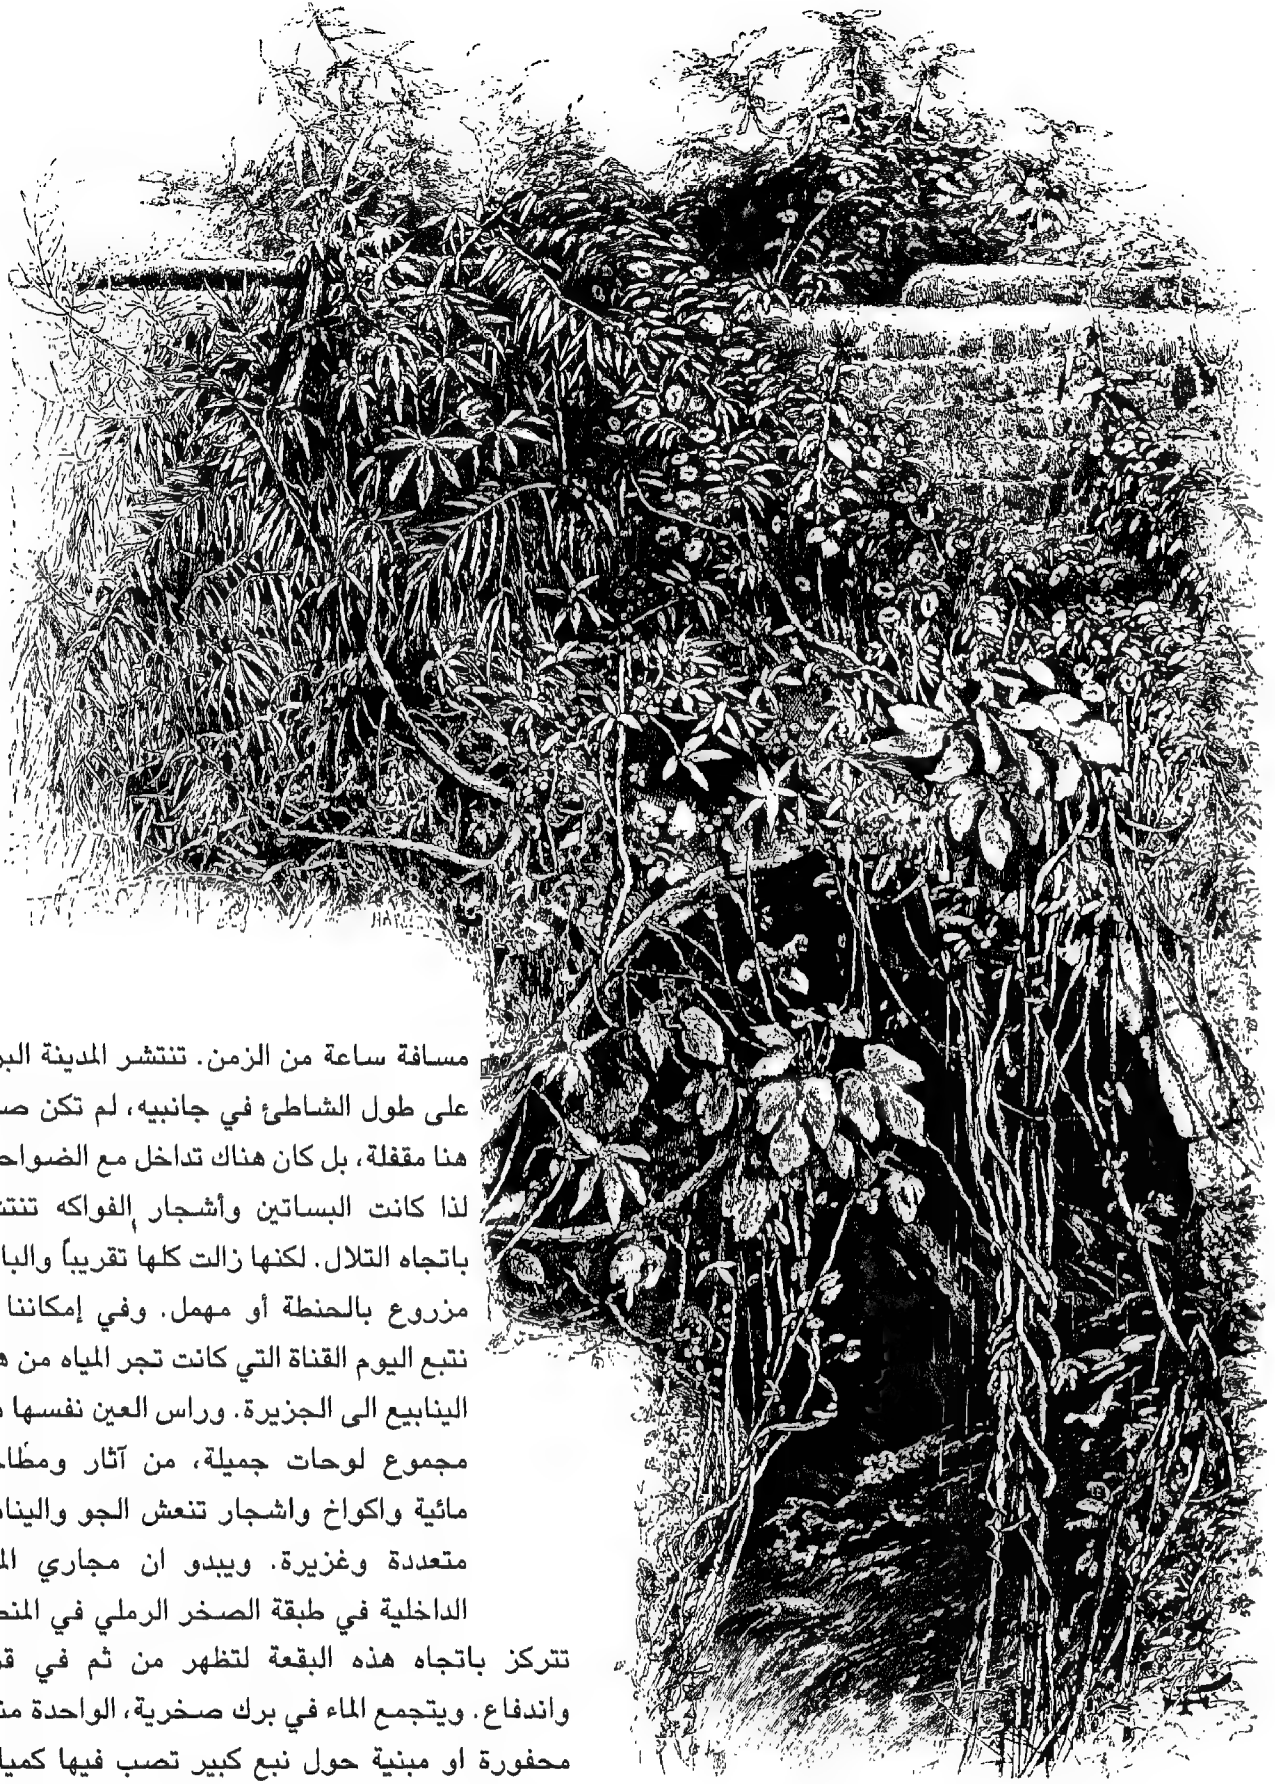 مسافة ساعة من الزمن. تنتشر المدينة
على طول الشاطئ في جانبيه، لم تكن
هنا مقفلة، بل كان هناك تداخل مع
لذا كانت البساتين وأشجار الفواكه
باتجاه التلال. لكنها زالت كلها تقريباً
مزروع بالحنطة أو مهمل. وفي إمكاننا
نتبع اليوم القناة التي كانت تجر المياه من
الينابيع الى الجزيرة. وراس العين نفسها
مجموع لوحات جميلة، من آثار
مائية واكواخ واشجار تنعش الجو
متعددة وغزيرة. ويبدو ان مجاري
الداخلية في طبقة الصخر الرملي في
تتركز باتجاه هذه البقعة لتظهر من ثم في
واندفاع. ويتجمع الماء في برك صخرية، الواحدة
محفورة او مبنية حول نبع كبير تصب فيها